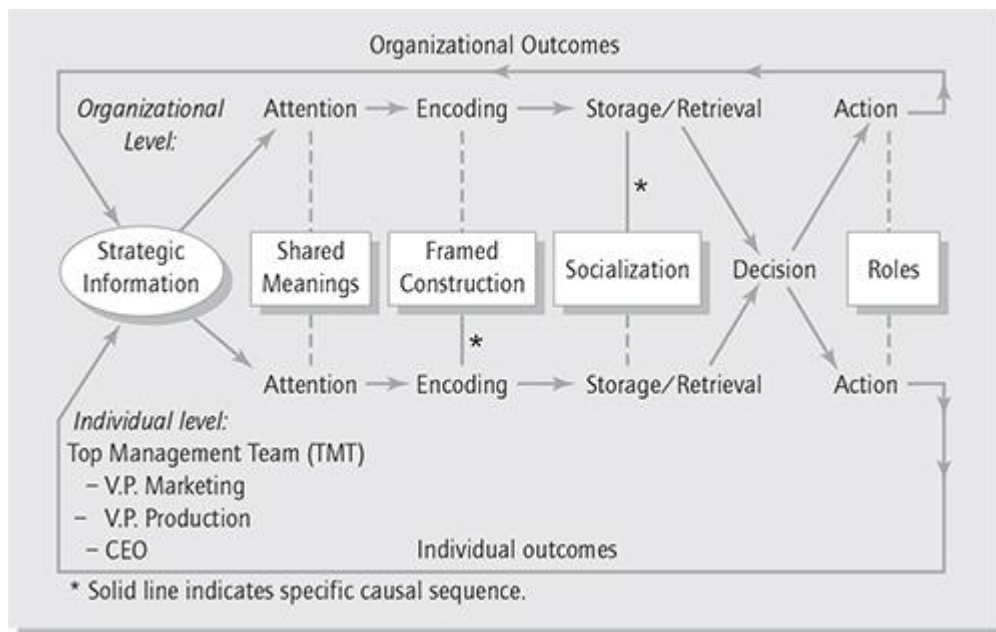 Organizational Outcomes
Organizational
Level:
Attention
Encoding
Storage/Retrieval
Action
*
Strategic
Information
Shared
Meanings
Framed
Construction
Socialization
Decision
Roles
*
Attention
Encoding
Storage/Retrieval
Action
Individual level:
Top Management Team (TMT)
– V.P. Marketing
– V.P. Production
– CEO
Individual outcomes
* Solid line indicates specific causal sequence.